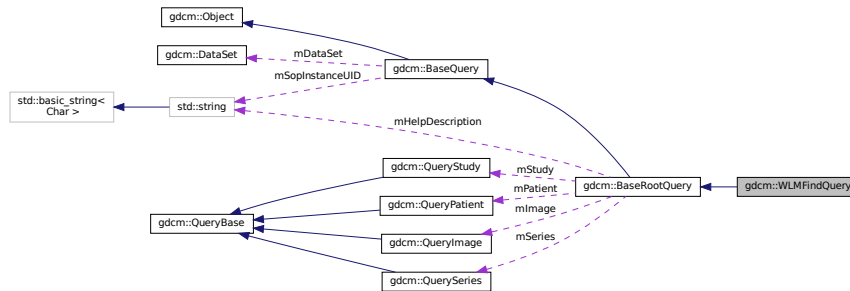 gdcm::Object
gdcm::DataSet
mDataSet
gdcm::BaseQuery
mSopInstanceUID
std::basic_string<
Char >
std::string
mHelpDescription
gdcm::QueryStudy
mStudy
gdcm::BaseRootQuery
gdcm::WLMFindQuery
mPatient
gdcm::QueryPatient
mImage
gdcm::QueryBase
mSeries
gdcm::QueryImage
gdcm::QuerySeries